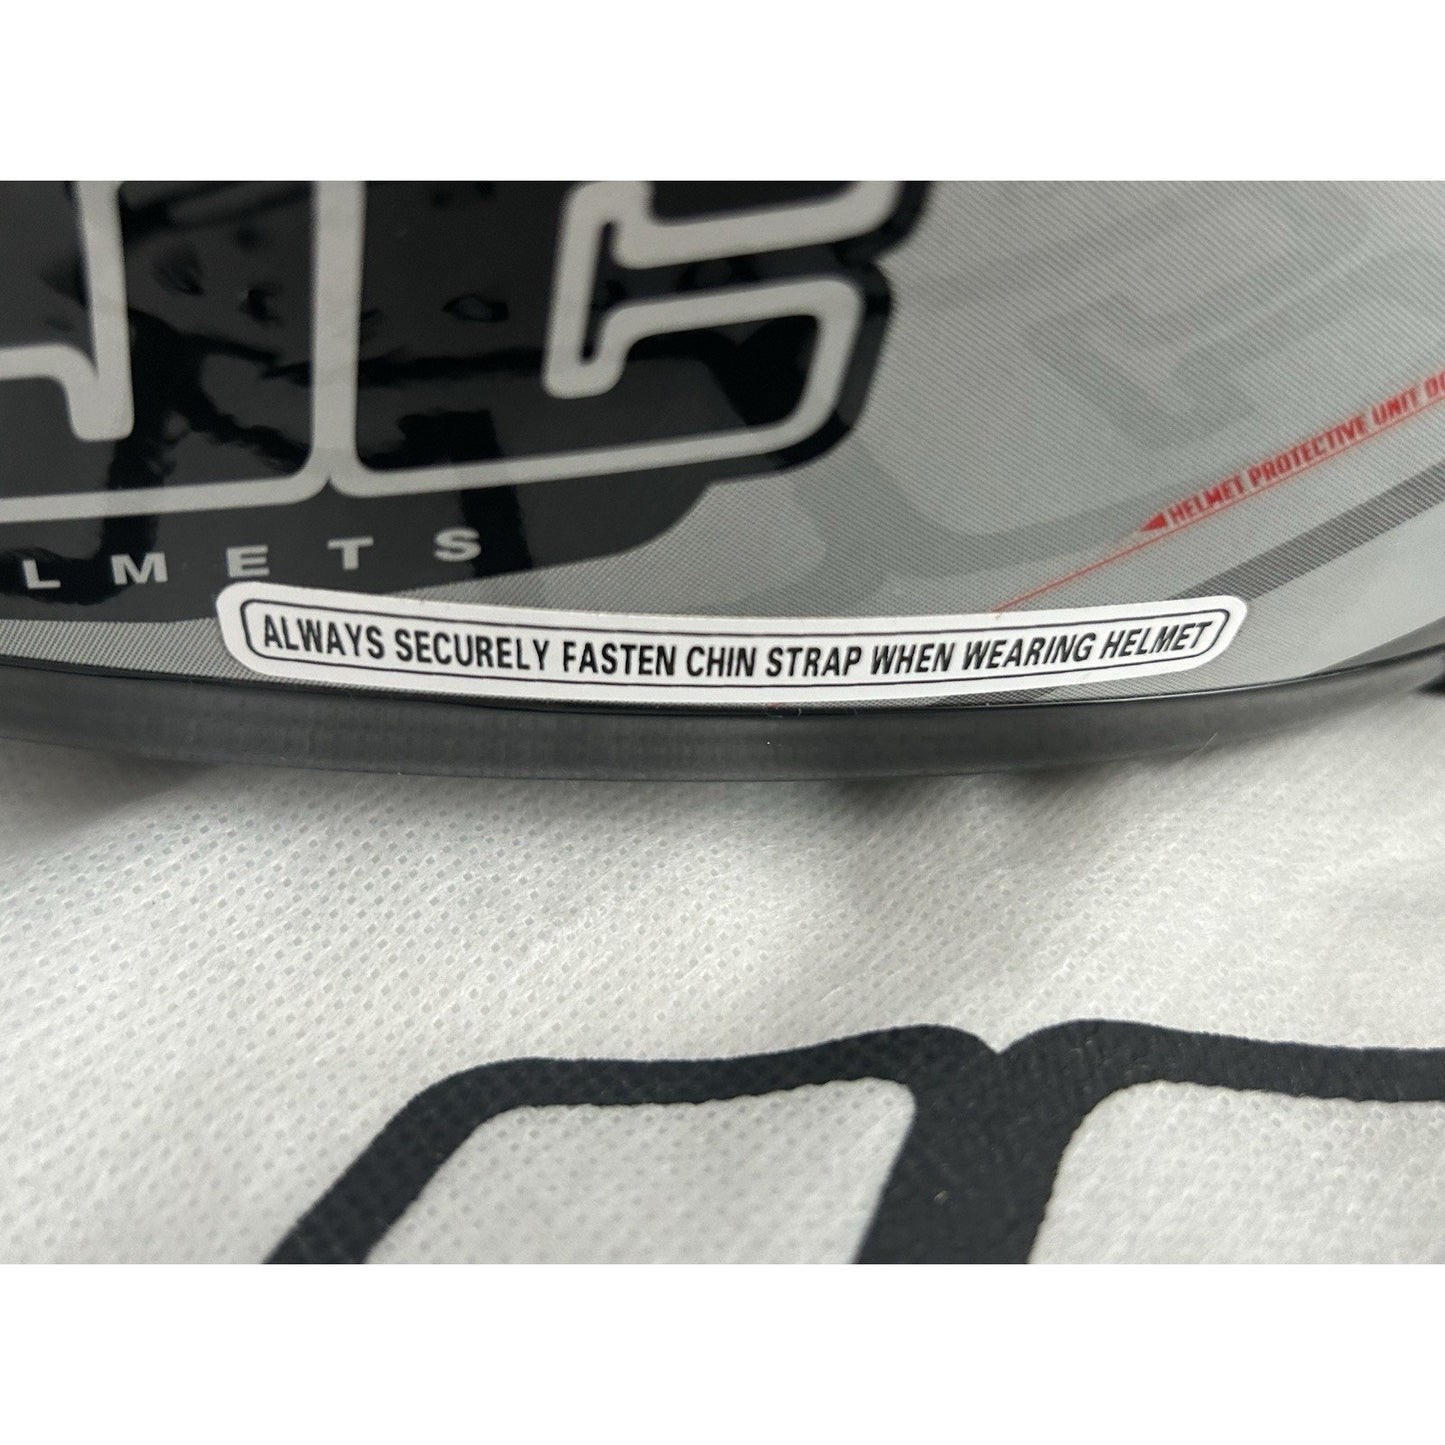 LMETS
HELMET PROTECTIVE UNIT
ALWAYS SECURELY FASTEN CHIN STRAP WHEN WEARING HELMET